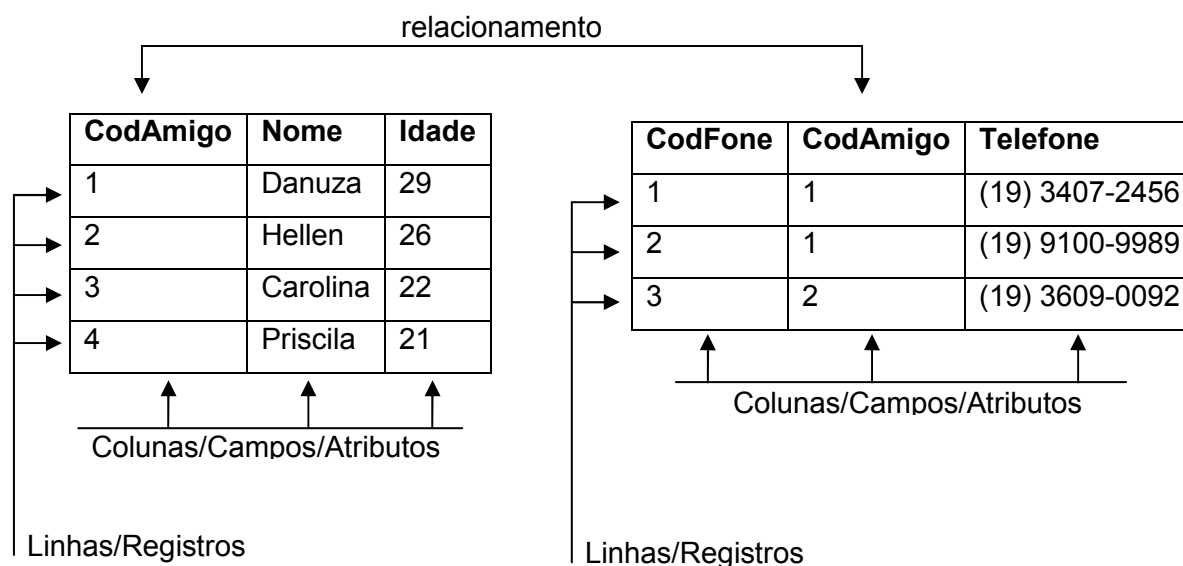 relacionamento
CodAmigo Nome Idade
1 Danuza 29
2 Hellen 26
3 Carolina 22
4 Priscila 21
Colunas/Campos/Atributos
Linhas/Registros
CodFone CodAmigo Telefone
1 1 (19) 3407-2456
2 1 (19) 9100-9989
3 2 (19) 3609-0092
Colunas/Campos/Atributos
Linhas/Registros